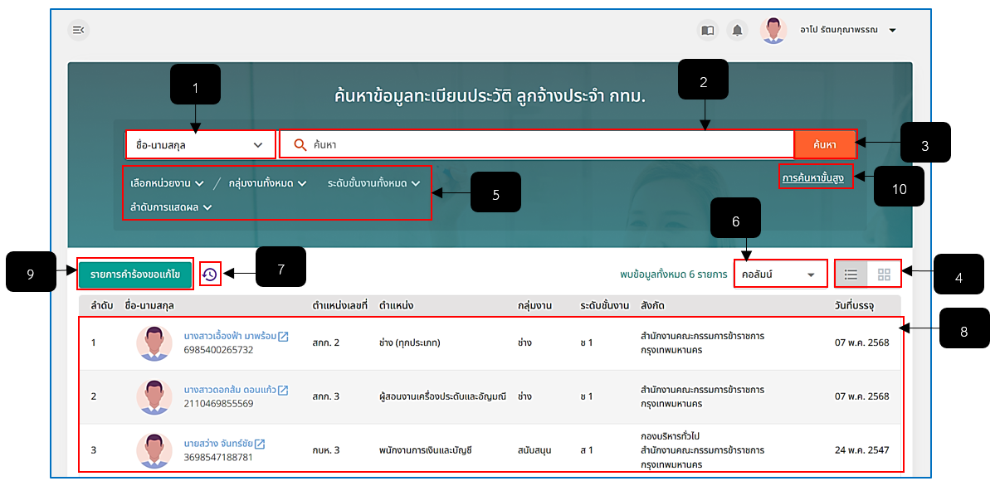 อาโป รัตนกุณาพรรณ
1
2
ค้นหาข้อมูลทะเบียนประวัติ ลูกจ้างประจำ กทม.
ชื่อ-นามสกุล
ค้นหา
ค้นหา
3
เลือกหน่วยงาน / กลุ่มงานทั้งหมด ระดับชั้นงานทั้งหมด
การค้นหาขั้นสูง
10
5
ลำดับการแสดผล
6
9
รายการคำร้องขอแก้ไข
7
พบข้อมูลทั้งหมด 6 รายการ
คอลัมน์
4
ลำดับ ชื่อ-นามสกุล ตำแหน่งเลขที่ ตำแหน่ง กลุ่มงาน ระดับชั้นงาน สังกัด วันที่บรรจุ
8
1 นางสาวเอื้องฟ้า มาพร้อม สกก. 2 ช่าง (ทุกประเภท) ช่าง ช 1 สำนักงานคณะกรรมการข้าราชการ 07 พ.ค. 2568
6985400265732 กรุงเทพมหานคร
2 นางสาวดอกส้ม ดอนแก้ว สกก. 3 ผู้สอนงานเครื่องประดับและอัญมณี ช่าง ช 1 สำนักงานคณะกรรมการข้าราชการ 07 พ.ค. 2568
2110469855569 กรุงเทพมหานคร
กองบริหารทั่วไป
3 นายสว่าง จันทร์ชัย กบห. 3 พนักงานการเงินและบัญชี สนับสนุน ส 1 สำนักงานคณะกรรมการข้าราชการ 24 พ.ค. 2547
3698547188781 กรุงเทพมหานคร